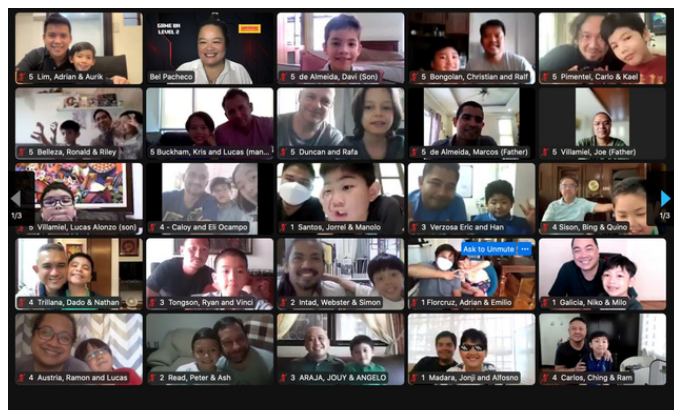 GAME ON
LEVEL 2
5 Lim, Adrian & Aurik
Bel Pacheco
5 de Almeida, Davi (Son)
5 Bongolan, Christian and Ralf
5 Pimentel, Carlo & Kael
5 Belleza, Ronald & Riley
5 Buckham, Kris and Lucas (man...
5 Duncan and Rafa
5 de Almeida, Marcos (Father)
5 Villamiel, Joe (Father)
1/3
Villamiel, Lucas Alonzo (son)
4 - Caloy and Eli Ocampo
1 Santos, Jorrel & Manolo
3 Verzosa Eric and Han
4 Sison, Bing & Quino
1/3
4 Trillana, Dado & Nathan
3 Tongson, Ryan and Vinci
2 Intad, Webster & Simon
Ask to Unmute
...
1 Florcruz, Adrian & Emilio
1 Galicia, Niko & Milo
4 Austria, Ramon and Lucas
2 Read, Peter & Ash
3 ARAJA, JOUY & ANGELO
1 Madara, Jonji and Alfosno
4 Carlos, Ching & Ram